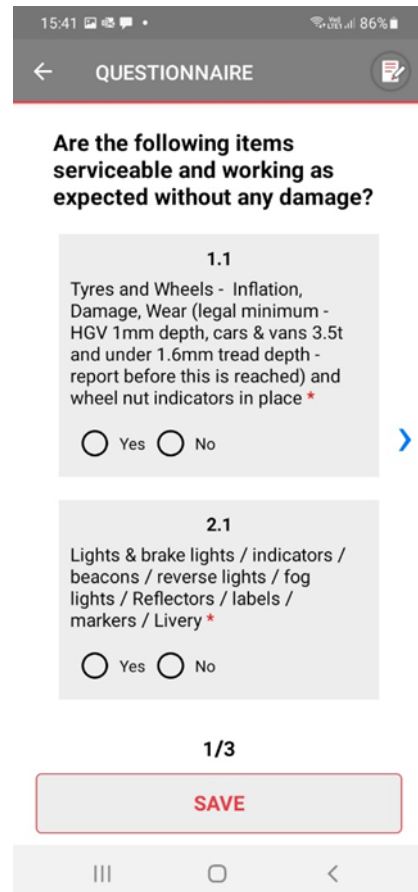 15:41 86%
QUESTIONNAIRE
Are the following items
serviceable and working as
expected without any damage?
1.1
Tyres and Wheels - Inflation,
Damage, Wear (legal minimum -
HGV 1mm depth, cars & vans 3.5t
and under 1.6mm tread depth -
report before this is reached) and
wheel nut indicators in place *
Yes No
2.1
Lights & brake lights / indicators /
beacons / reverse lights / fog
lights / Reflectors / labels /
markers / Livery *
Yes No
1/3
SAVE